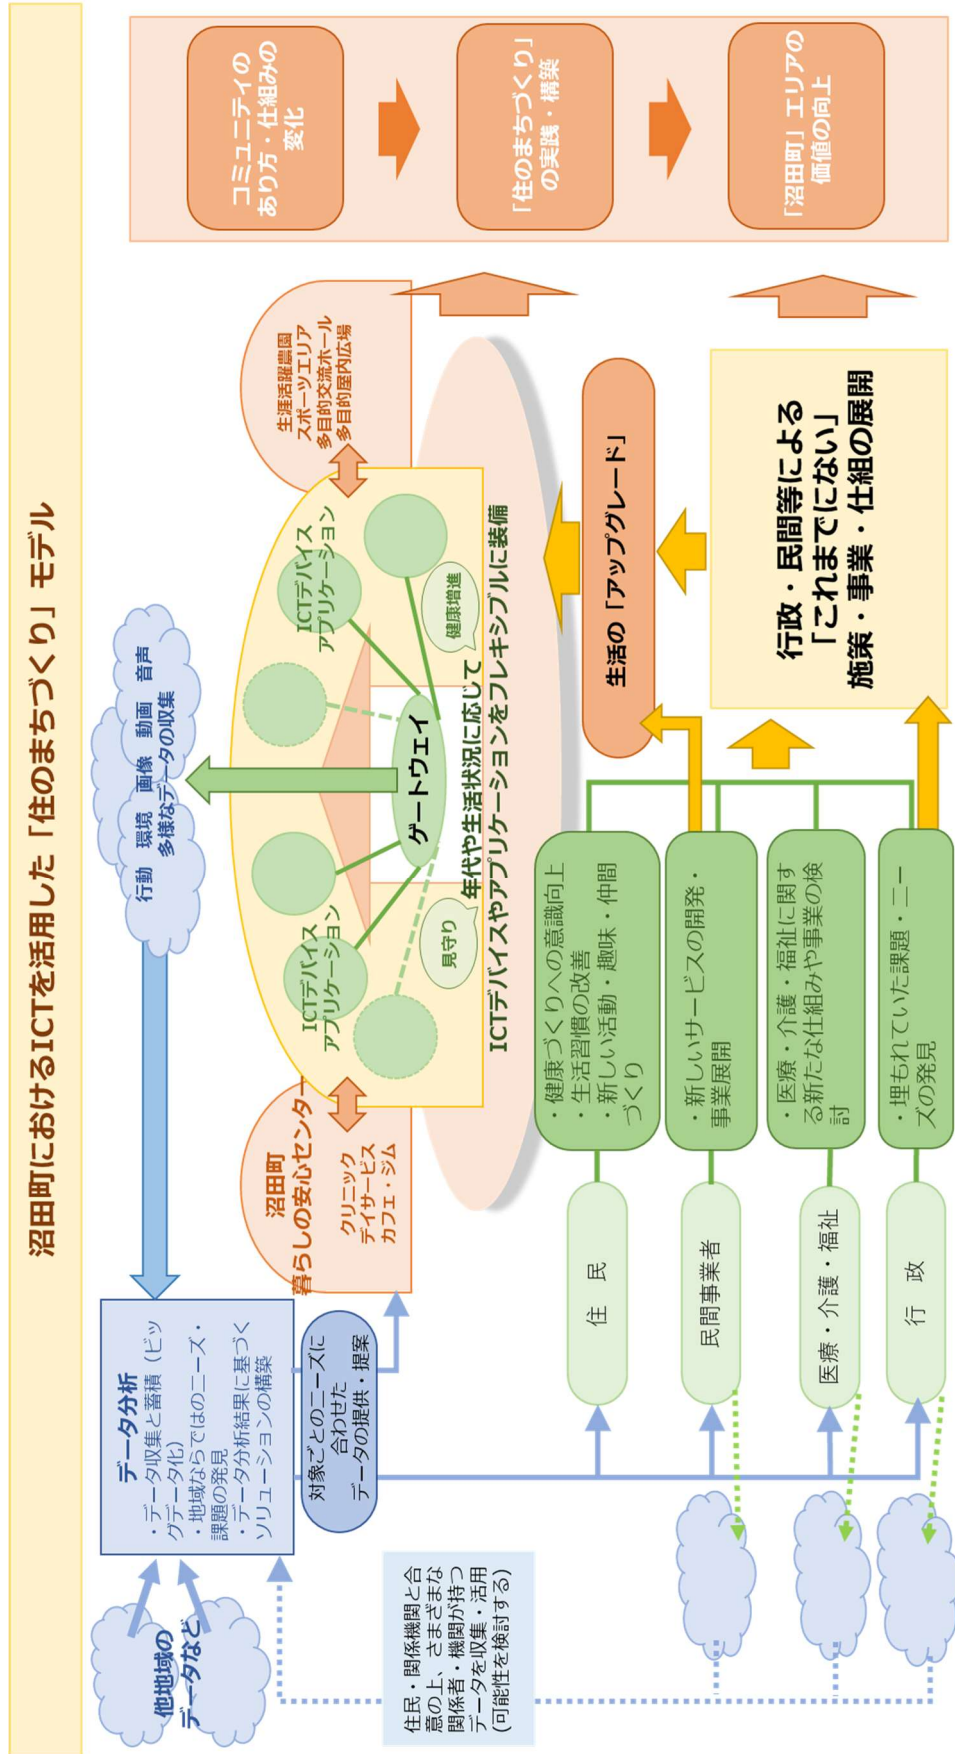 沼田町におけるICTを活用した「住のまちづくり」モデル
他地域の
データなど
データ分析
・データ収集と蓄積（ビッ
グデータ化）
・地域ならではのニーズ・
課題の発見
・データ分析結果に基づく
ソリューションの構築
行動　環境　画像　動画　音声
多様なデータの収集
対象ごとのニーズに
合わせた
データの提供・提案
沼田町
暮らしの安心センター
クリニック
デイサービス
カフェ・ジム
ICTデバイス
アプリケーション
ICTデバイス
アプリケーション
ゲートウェイ
見守り
健康増進
年代や生活状況に応じて
ICTデバイスやアプリケーションをフレキシブルに装備
生涯活躍農園
スポーツエリア
多目的交流ホール
多目的屋内広場
コミュニティの
あり方・仕組みの
変化
「住のまちづくり」
の実践・構築
「沼田町」エリアの
価値の向上
住民・関係機関と合
意の上、さまざまな
関係者・機関が持つ
データを収集・活用
(可能性を検討する)
住　民
・健康づくりへの意識向上
・生活習慣の改善
・新しい活動・趣味・仲間
づくり
民間事業者
・新しいサービスの開発・
事業展開
医療・介護・福祉
・医療・介護・福祉に関す
る新たな仕組みや事業の検
討
行　政
・埋もれていた課題・ニー
ズの発見
生活の「アップグレード」
行政・民間等による
「これまでにない」
施策・事業・仕組の展開